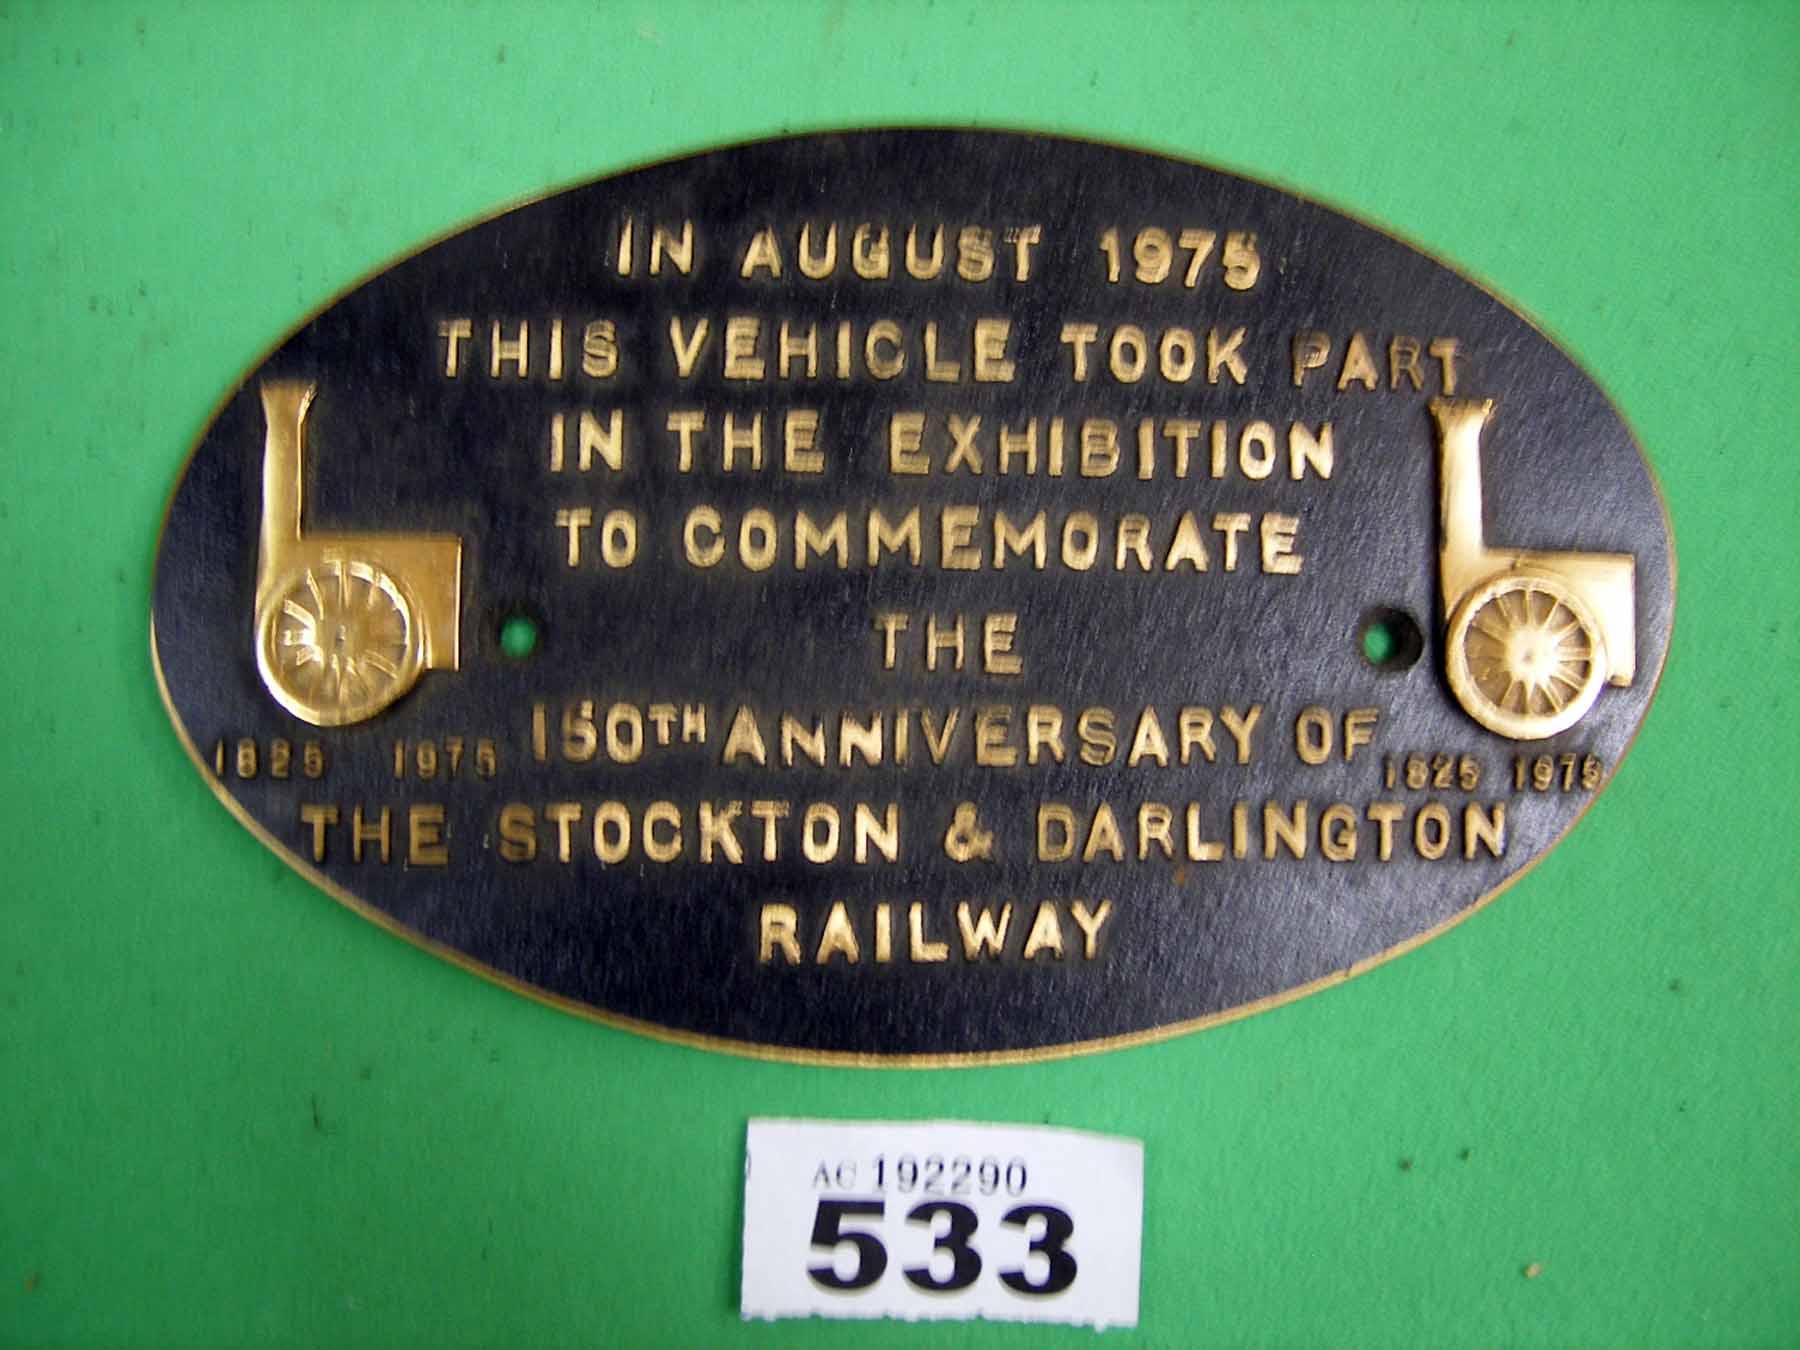 IN AUGUST 1975
THIS VEHICLE TOOK PART
IN THE EXHIBITION
TO COMMEMORATE
THE
150TH ANNIVERSARY OF
1825 1975
1825 1975
THE STOCKTON & DARLINGTON
RAILWAY
AC 192290
533